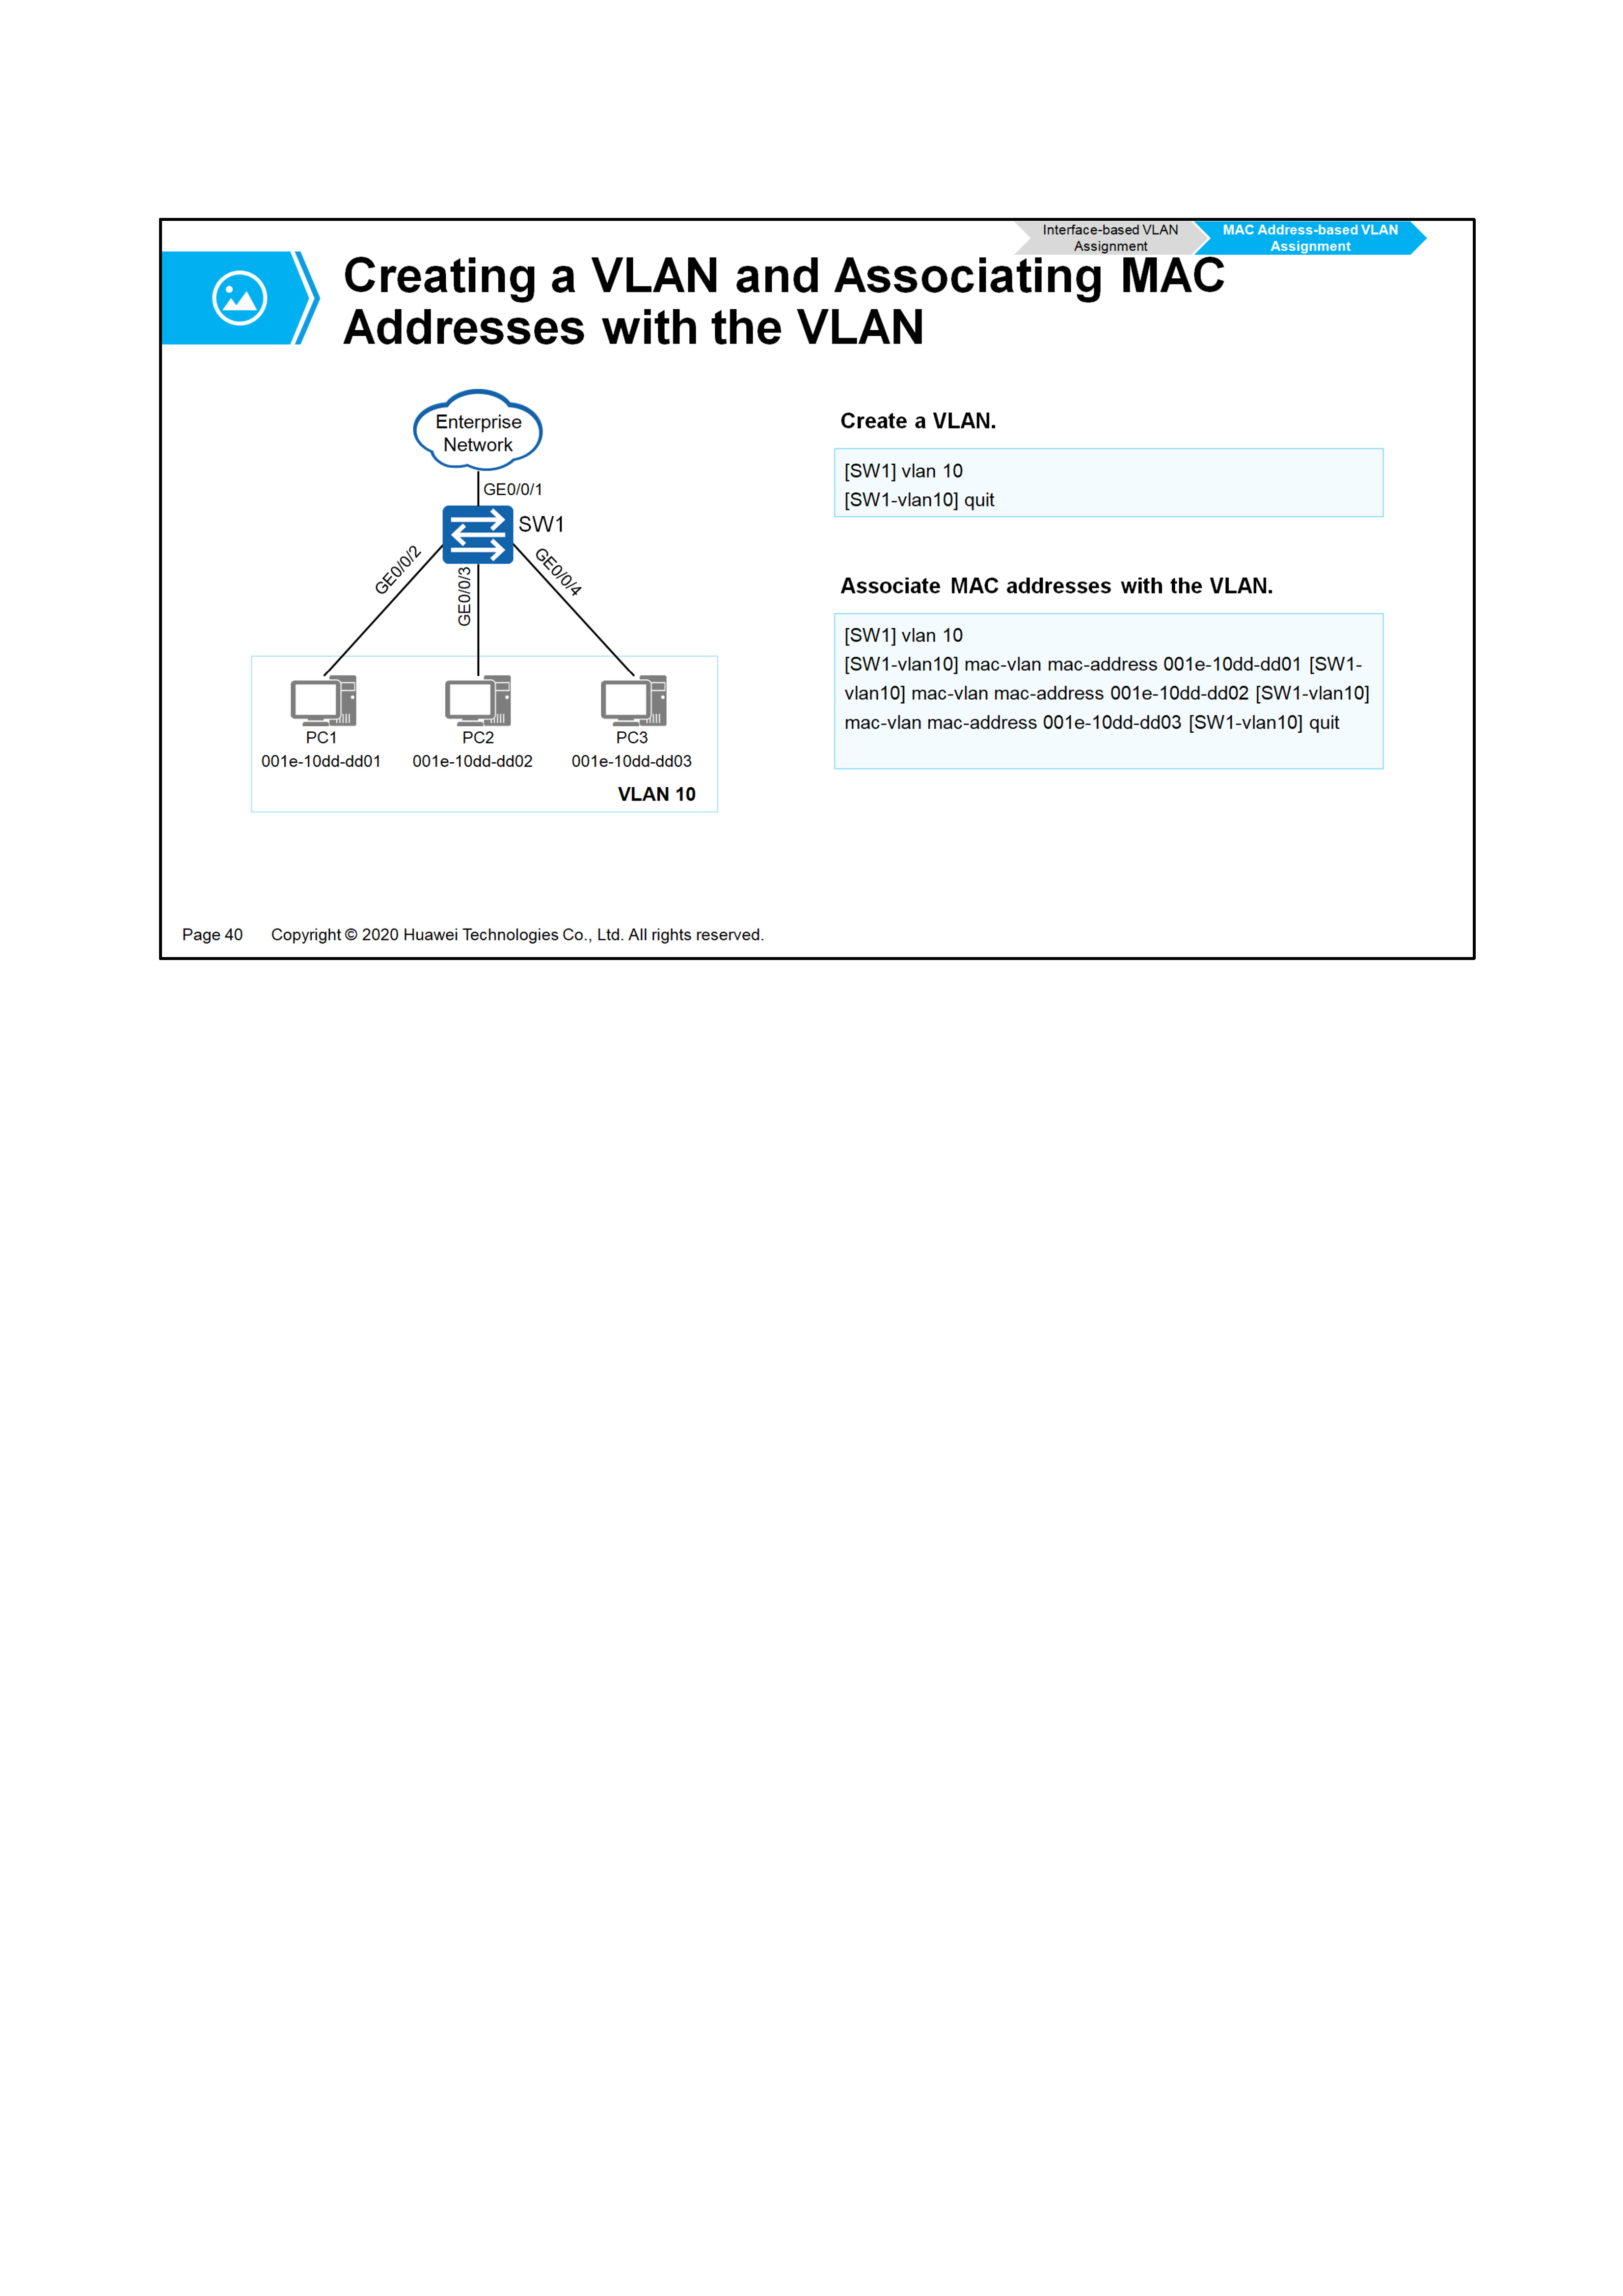 Interface-based VLAN
Assignment
MAC Address-based VLAN
Assignment
Creating a VLAN and Associating MAC
Addresses with the VLAN
Enterprise
Network
GE0/0/1
SW1
GE0/0/2
GE0/0/3
GE0/0/4
PC1
001e-10dd-dd01
PC2
001e-10dd-dd02
PC3
001e-10dd-dd03
VLAN 10
Create a VLAN.
[SW1] vlan 10
[SW1-vlan10] quit
Associate MAC addresses with the VLAN.
[SW1] vlan 10
[SW1-vlan10] mac-vlan mac-address 001e-10dd-dd01 [SW1-
vlan10] mac-vlan mac-address 001e-10dd-dd02 [SW1-vlan10]
mac-vlan mac-address 001e-10dd-dd03 [SW1-vlan10] quit
Page 40 Copyright © 2020 Huawei Technologies Co., Ltd. All rights reserved.